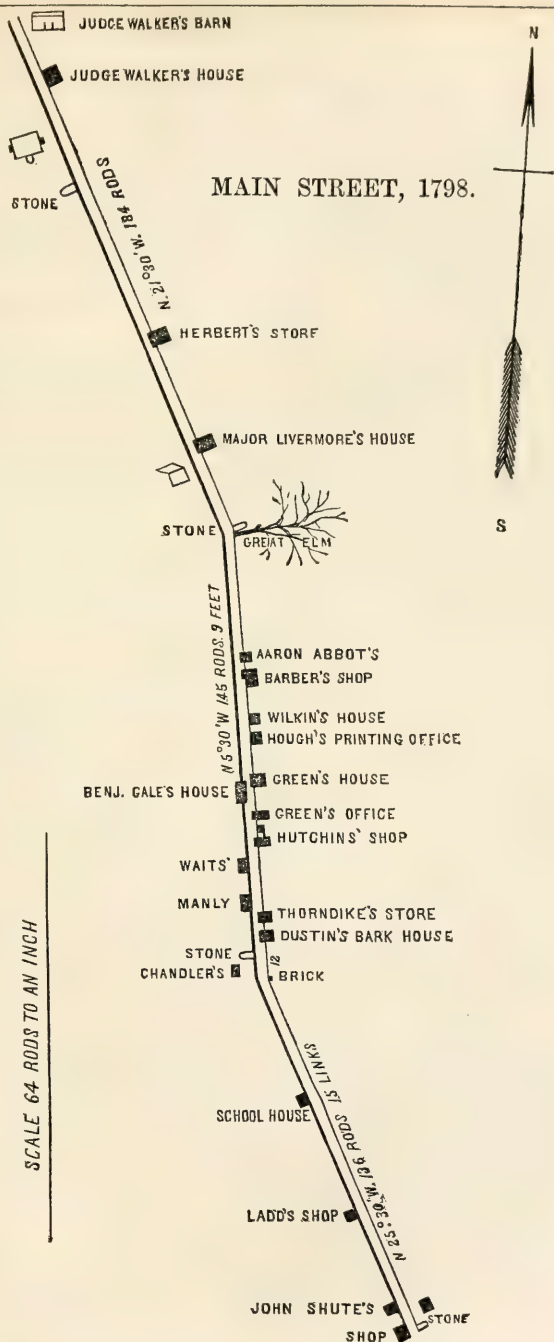 JUDGE WALKER'S BARN
N
JUDGE WALKER'S HOUSE
MAIN STREET, 1798.
STONE
N. 21°30' W. 184 RODS
HERBERT'S STORE
MAJOR LIVERMORE'S HOUSE
STONE
GREAT ELM
S
N 5°30' W 145 RODS. 9 FEET
AARON ABBOT'S
BARBER'S SHOP
WILKIN'S HOUSE
HOUGH'S PRINTING OFFICE
GREEN'S HOUSE
BENJ. GALE'S HOUSE
GREEN'S OFFICE
HUTCHINS' SHOP
WAITS'
MANLY
THORNDIKE'S STORE
DUSTIN'S BARK HOUSE
STONE
12
CHANDLER'S
BRICK
SCALE 64 RODS TO AN INCH
SCHOOL HOUSE
N 25°30' W. 136 RODS 15 LINKS
LADD'S SHOP
JOHN SHUTE'S
STONE
SHOP